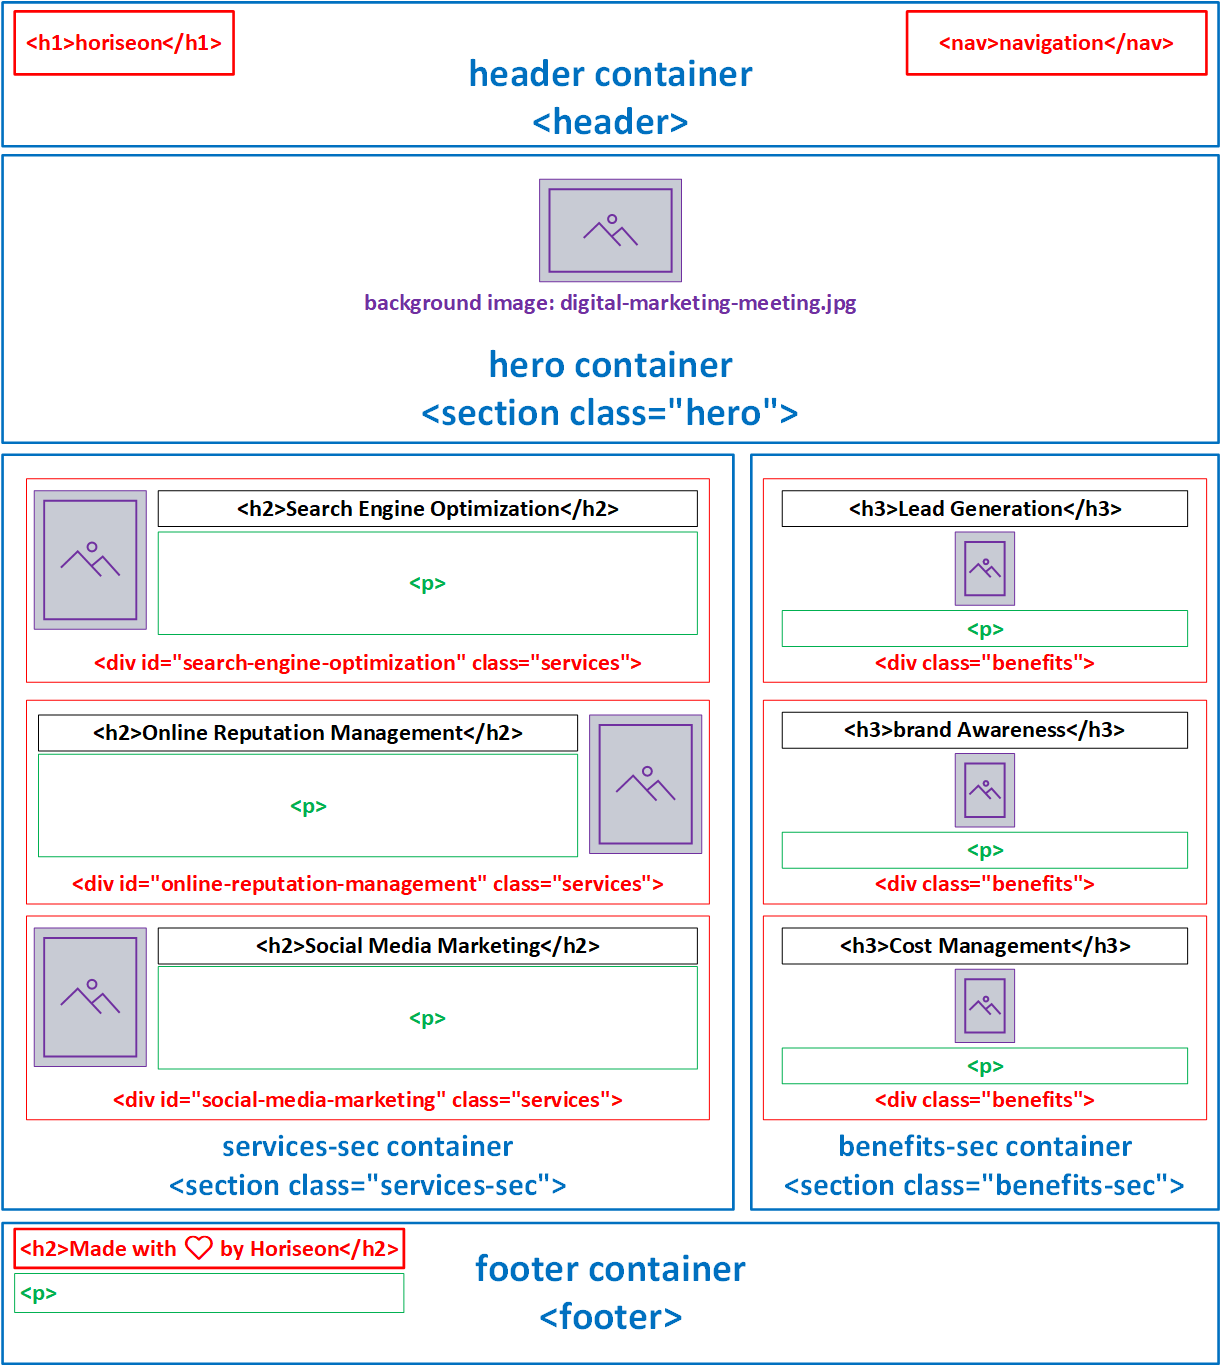 <h1>horiseon</h1>
<nav>navigation</nav>
header container
<header>
background image: digital-marketing-meeting.jpg
hero container
<section class="hero">
<h2>Search Engine Optimization</h2>
<p>
<div id="search-engine-optimization" class="services">
<h2>Online Reputation Management</h2>
<p>
<div id="online-reputation-management" class="services">
<h2>Social Media Marketing</h2>
<p>
<div id="social-media-marketing" class="services">
services-sec container
<section class="services-sec">
<h3>Lead Generation</h3>
<p>
<div class="benefits">
<h3>brand Awareness</h3>
<p>
<div class="benefits">
<h3>Cost Management</h3>
<p>
<div class="benefits">
benefits-sec container
<section class="benefits-sec">
<h2>Made with ♡ by Horiseon</h2>
<p>
footer container
<footer>